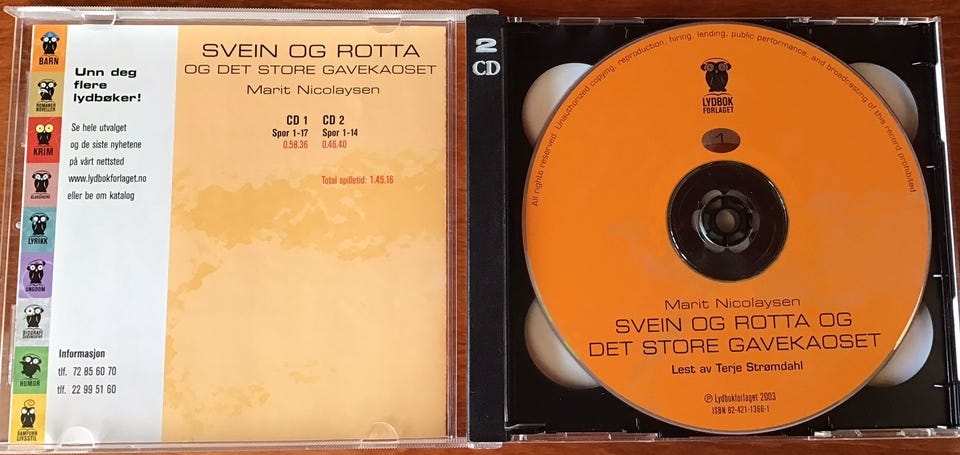 BARN
ROMANER
NOVELLER
KRIM
KLASSIKERE
LYRIKK
UNGDOM
BIOGRAFI
HUMOR
SAMFUNN
LIVSSTIL
Unn deg
flere
lydbøker!
Se hele utvalget
og de siste nyhetene
på vårt nettsted
www.lydbokforlaget.no
eller be om katalog
Informasjon
tlf. 72 85 60 70
tlf. 22 99 51 60
SVEIN OG ROTTA
OG DET STORE GAVEKAOSET
Marit Nicolaysen
CD 1 CD 2
Spor 1-17 Spor 1-14
0.58.36 0.46.40
Total spilletid: 1.45.16
2
CD
All rights reserved. Unauthorized copying, reproduction, hiring, lending, public performance, and broadcasting of this record prohibited
LYDBOK
FORLAGET
1
Marit Nicolaysen
SVEIN OG ROTTA OG
DET STORE GAVEKAOSET
Lest av Terje Strømdahl
℗ Lydbokforlaget 2003
ISBN 82-421-1366-1